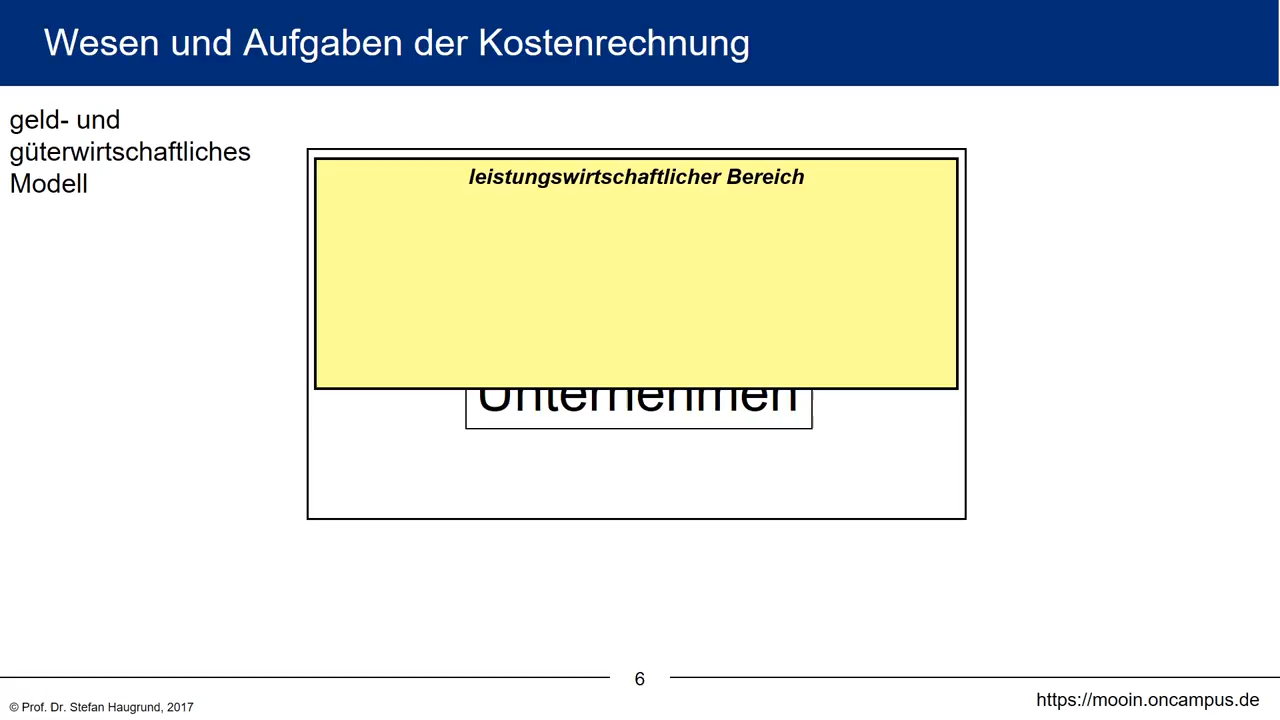 Wesen und Aufgaben der Kostenrechnung
geld- und
güterwirtschaftliches
Modell
leistungswirtschaftlicher Bereich
Unternehmen
6
© Prof. Dr. Stefan Haugrund, 2017
https://mooin.oncampus.de